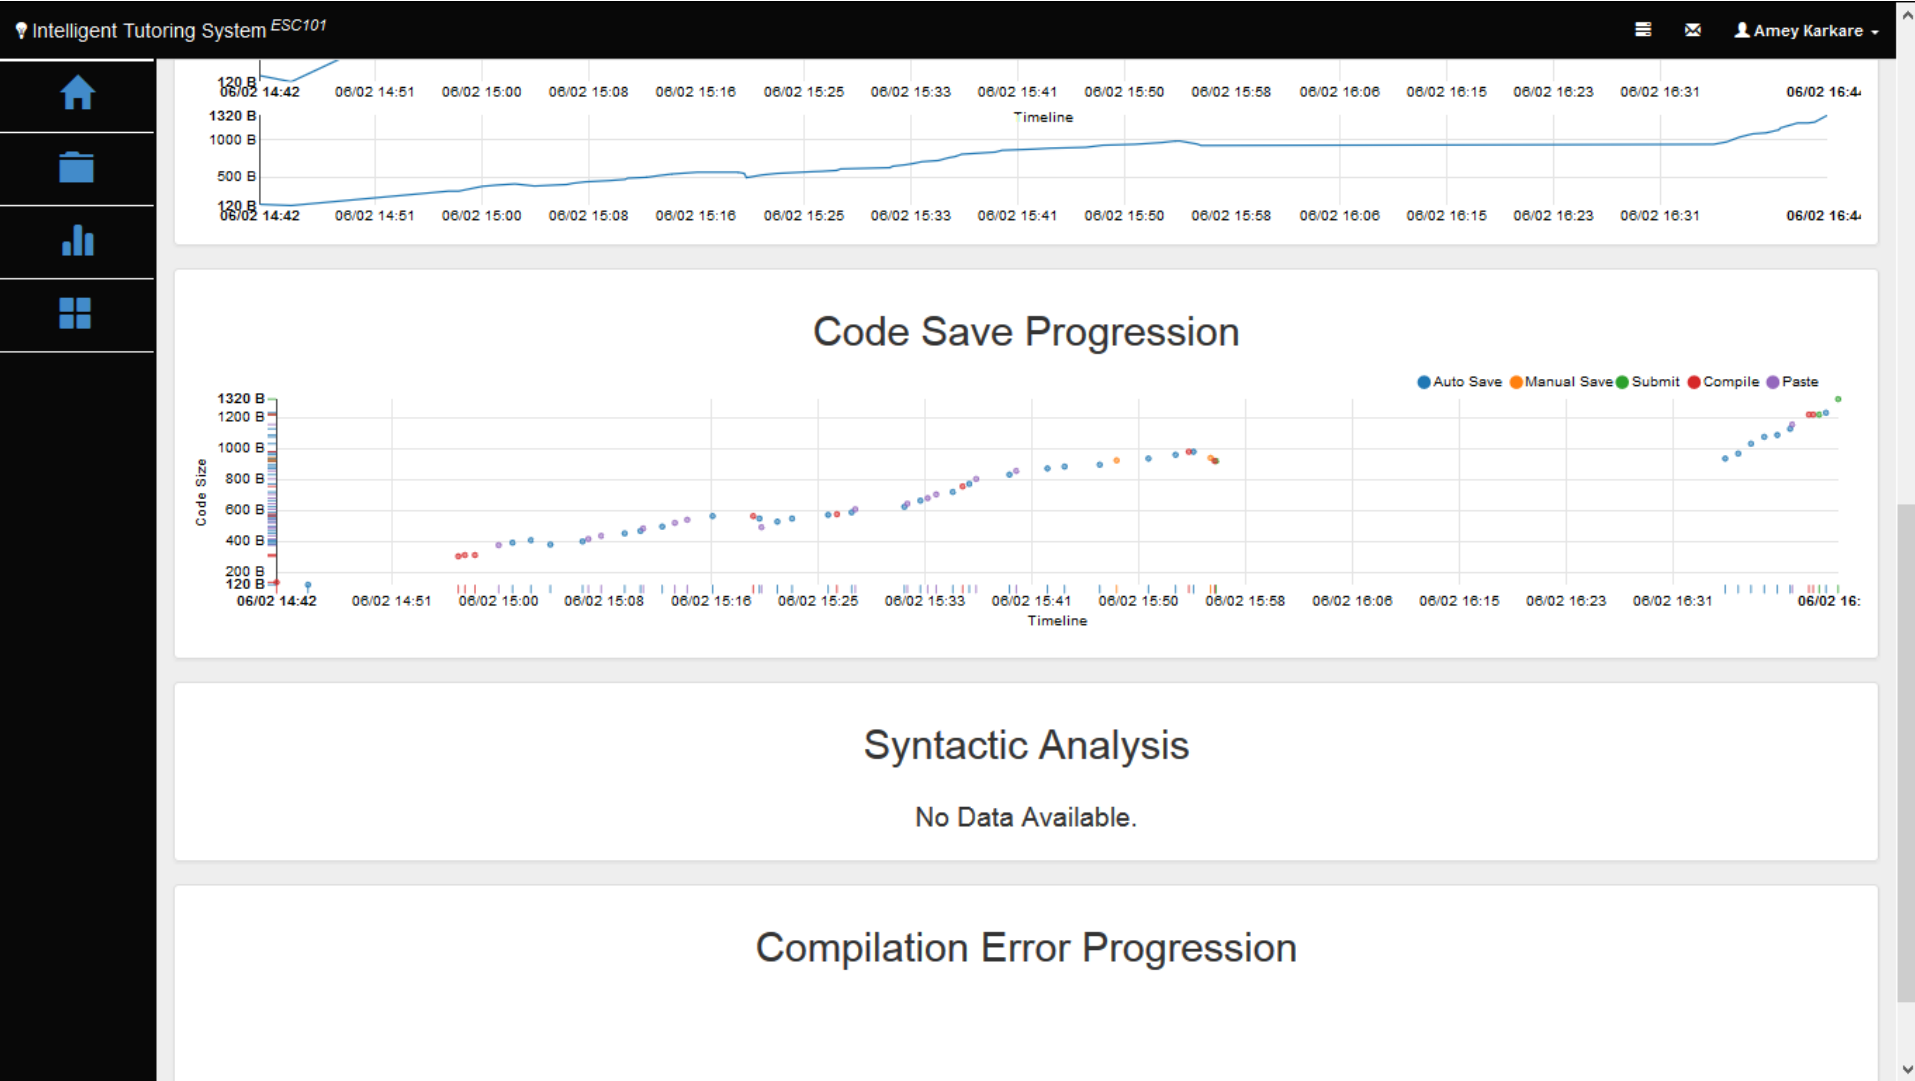 Intelligent Tutoring System ESC101
Amey Karkare
120 B
06/02 14:42 06/02 14:51 06/02 15:00 06/02 15:08 06/02 15:16 06/02 15:25 06/02 15:33 06/02 15:41 06/02 15:50 06/02 15:58 06/02 16:06 06/02 16:15 06/02 16:23 06/02 16:31 06/02 16:44
Timeline
1320 B
1000 B
500 B
120 B
06/02 14:42 06/02 14:51 06/02 15:00 06/02 15:08 06/02 15:16 06/02 15:25 06/02 15:33 06/02 15:41 06/02 15:50 06/02 15:58 06/02 16:06 06/02 16:15 06/02 16:23 06/02 16:31 06/02 16:44
Code Save Progression
Auto Save Manual Save Submit Compile Paste
1320 B
1200 B
1000 B
800 B
600 B
400 B
200 B
120 B
Code Size
06/02 14:42 06/02 14:51 06/02 15:00 06/02 15:08 06/02 15:16 06/02 15:25 06/02 15:33 06/02 15:41 06/02 15:50 06/02 15:58 06/02 16:06 06/02 16:15 06/02 16:23 06/02 16:31 06/02 16:
Timeline
Syntactic Analysis
No Data Available.
Compilation Error Progression